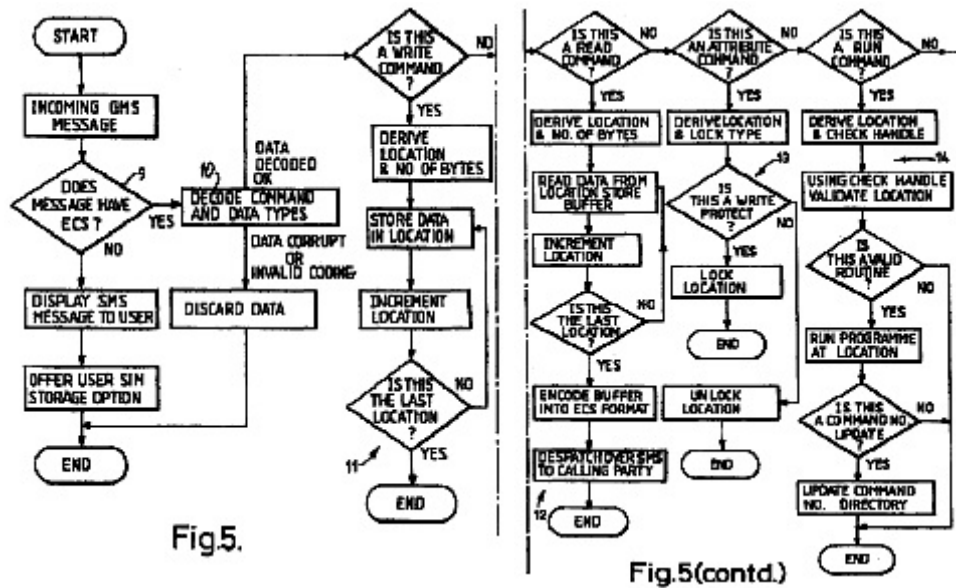 START
INCOMING GMS
MESSAGE
9
DOES
MESSAGE HAVE
ECS ?
YES
NO
DISPLAY SMS
MESSAGE TO USER
OFFER USER SIM
STORAGE OPTION
END
DATA
DECODED
OK
10
DECODE COMMAND
AND DATA TYPES
DATA CORRUPT
OR
INVALID CODING
DISCARD DATA
IS THIS
A WRITE
COMMAND
?
NO
YES
DERIVE
LOCATION
& NO OF BYTES
STORE DATA
IN LOCATION
INCREMENT
LOCATION
IS THIS
THE LAST
LOCATION
?
NO
YES
11
END
Fig.5.
IS THIS
A READ
COMMAND
?
NO
YES
DERIVE LOCATION
& NO. OF BYTES
READ DATA FROM
LOCATION STORE
BUFFER
INCREMENT
LOCATION
IS THIS
THE LAST
LOCATION
?
NO
YES
ENCODE BUFFER
INTO ECS FORMAT
DESPATCH OVER SMS
TO CALLING PARTY
12
END
IS THIS
AN ATTRIBUTE
COMMAND
?
NO
YES
DERIVE LOCATION
& LOCK TYPE
13
IS
THIS A WRITE
PROTECT
?
NO
YES
LOCK
LOCATION
END
UNLOCK
LOCATION
END
IS THIS
A RUN
COMMAND
?
NO
YES
DERIVE LOCATION
& CHECK HANDLE
14
USING CHECK HANDLE
VALIDATE LOCATION
IS
THIS A VALID
ROUTINE
?
NO
YES
RUN PROGRAMME
AT LOCATION
IS THIS
A COMMAND NO.
UPDATE
?
NO
YES
UPDATE COMMAND
NO. DIRECTORY
END
Fig.5(contd.)